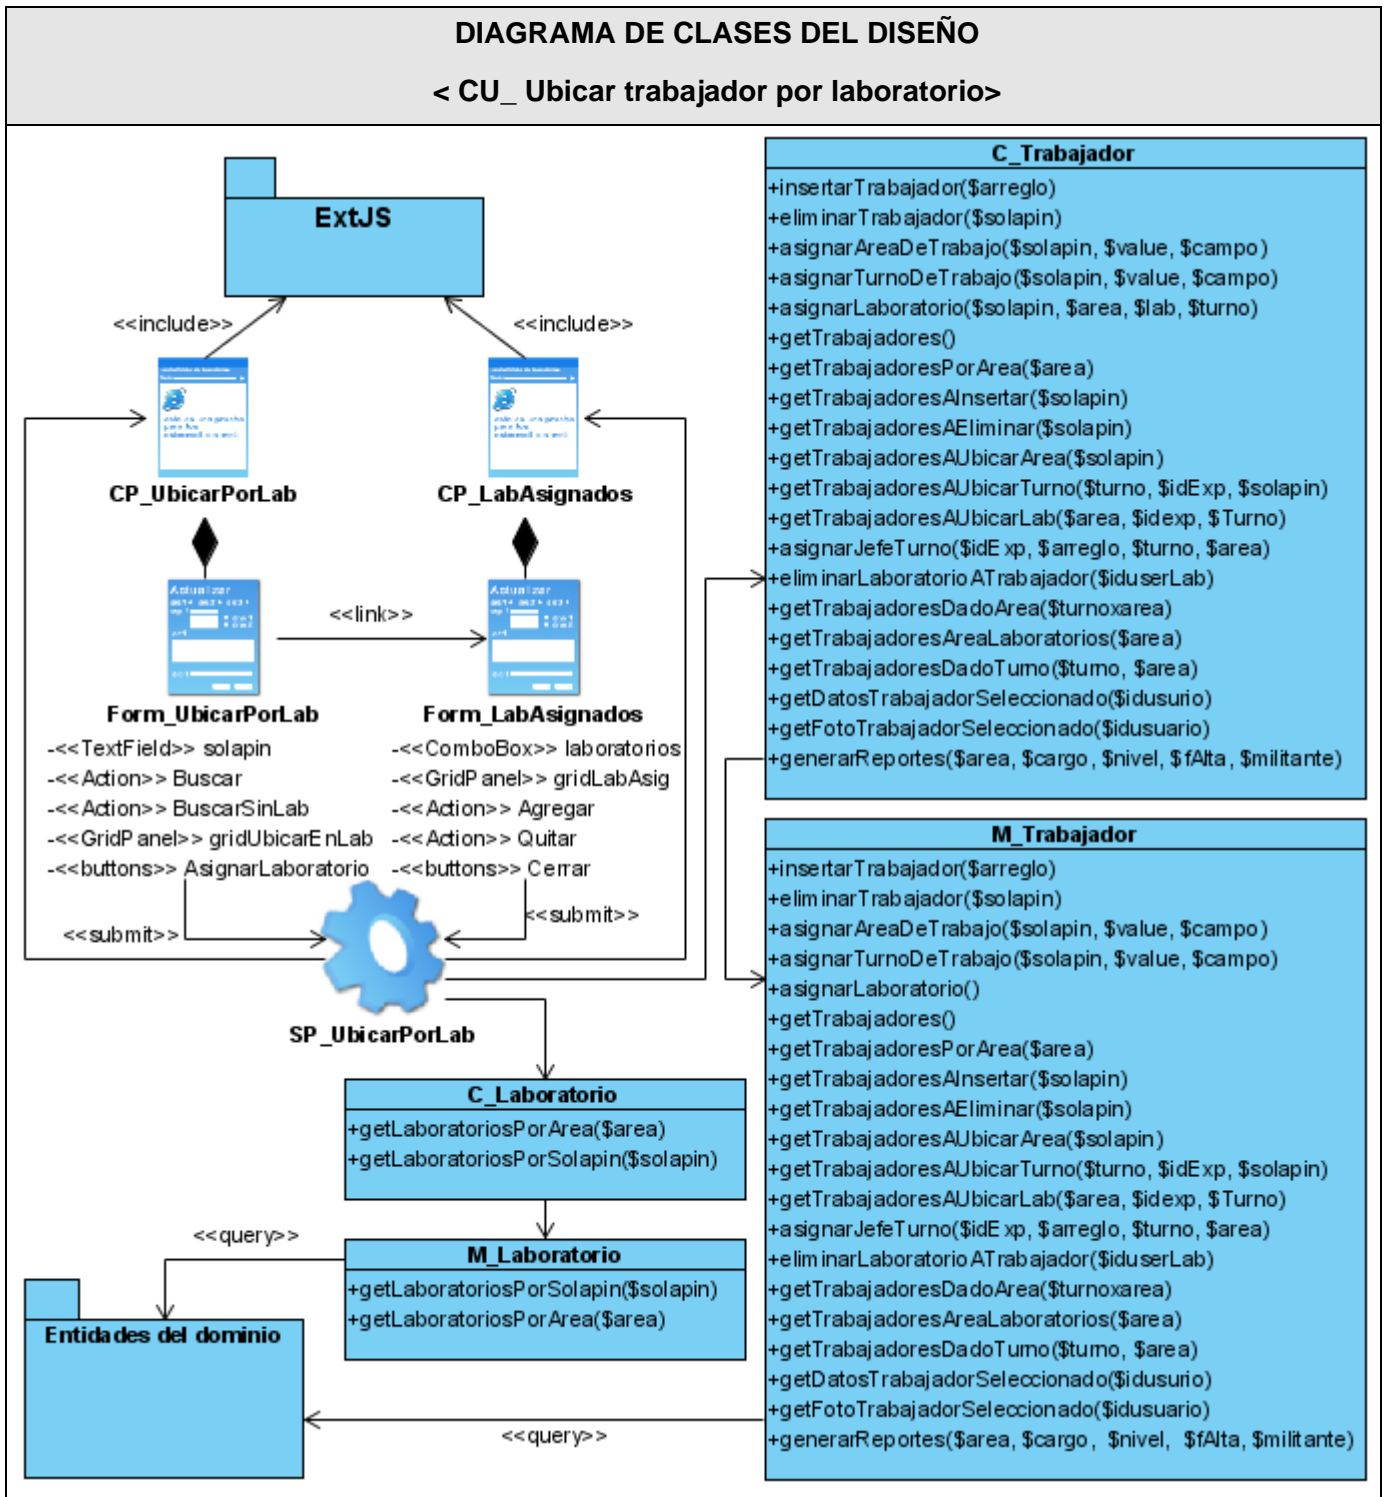 DIAGRAMA DE CLASES DEL DISEÑO
< CU_ Ubicar trabajador por laboratorio>
ExtJS
<<include>>
<<include>>
CP_UbicarPorLab
CP_LabAsignados
Actualizar
Actualizar
<<link>>
Form_UbicarPorLab
-<<TextField>> solapin
-<<Action>> Buscar
-<<Action>> BuscarSinLab
-<<GridPanel>> gridUbicarEnLab
-<<buttons>> AsignarLaboratorio
Form_LabAsignados
-<<ComboBox>> laboratorios
-<<GridPanel>> gridLabAsig
-<<Action>> Agregar
-<<Action>> Quitar
-<<buttons>> Cerrar
<<submit>>
<<submit>>
SP_UbicarPorLab
C_Laboratorio
+getLaboratoriosPorArea($area)
+getLaboratoriosPorSolapin($solapin)
<<query>>
M_Laboratorio
+getLaboratoriosPorSolapin($solapin)
+getLaboratoriosPorArea($area)
Entidades del dominio
<<query>>
C_Trabajador
+insertarTrabajador($arreglo)
+eliminarTrabajador($solapin)
+asignarAreaDeTrabajo($solapin, $value, $campo)
+asignarTurnoDeTrabajo($solapin, $value, $campo)
+asignarLaboratorio($solapin, $área, $lab, $turno)
+getTrabajadores()
+getTrabajadoresPorArea($area)
+getTrabajadoresAInsertar($solapin)
+getTrabajadoresAEliminar($solapin)
+getTrabajadoresAUbicarArea($solapin)
+getTrabajadoresAUbicarTurno($turno, $idExp, $solapin)
+getTrabajadoresAUbicarLab($area, $idexp, $Turno)
+asignarJefeTurno($idExp, $arreglo, $turno, $área)
+eliminarLaboratorioATrabajador($iduserLab)
+getTrabajadoresDadoArea($turnoxarea)
+getTrabajadoresAreaLaboratorios($area)
+getTrabajadoresDadoTurno($turno, $area)
+getDatosTrabajadorSeleccionado($idusurio)
+getFotoTrabajadorSeleccionado($idusuario)
+generarReportes($área, $cargo, $nivel, $fAlta, $militante)
M_Trabajador
+insertarTrabajador($arreglo)
+eliminarTrabajador($solapin)
+asignarAreaDeTrabajo($solapin, $value, $campo)
+asignarTurnoDeTrabajo($solapin, $value, $campo)
+asignarLaboratorio()
+getTrabajadores()
+getTrabajadoresPorArea($area)
+getTrabajadoresAInsertar($solapin)
+getTrabajadoresAEliminar($solapin)
+getTrabajadoresAUbicarArea($solapin)
+getTrabajadoresAUbicarTurno($turno, $idExp, $solapin)
+getTrabajadoresAUbicarLab($área, $idexp, $Turno)
+asignarJefeTurno($idExp, $arreglo, $turno, $área)
+eliminarLaboratorioATrabajador($iduserLab)
+getTrabajadoresDadoArea($turnoxarea)
+getTrabajadoresAreaLaboratorios($area)
+getTrabajadoresDadoTurno($turno, $area)
+getDatosTrabajadorSeleccionado($idusurio)
+getFotoTrabajadorSeleccionado($idusuario)
+generarReportes($área, $cargo, $nivel, $fAlta, $militante)